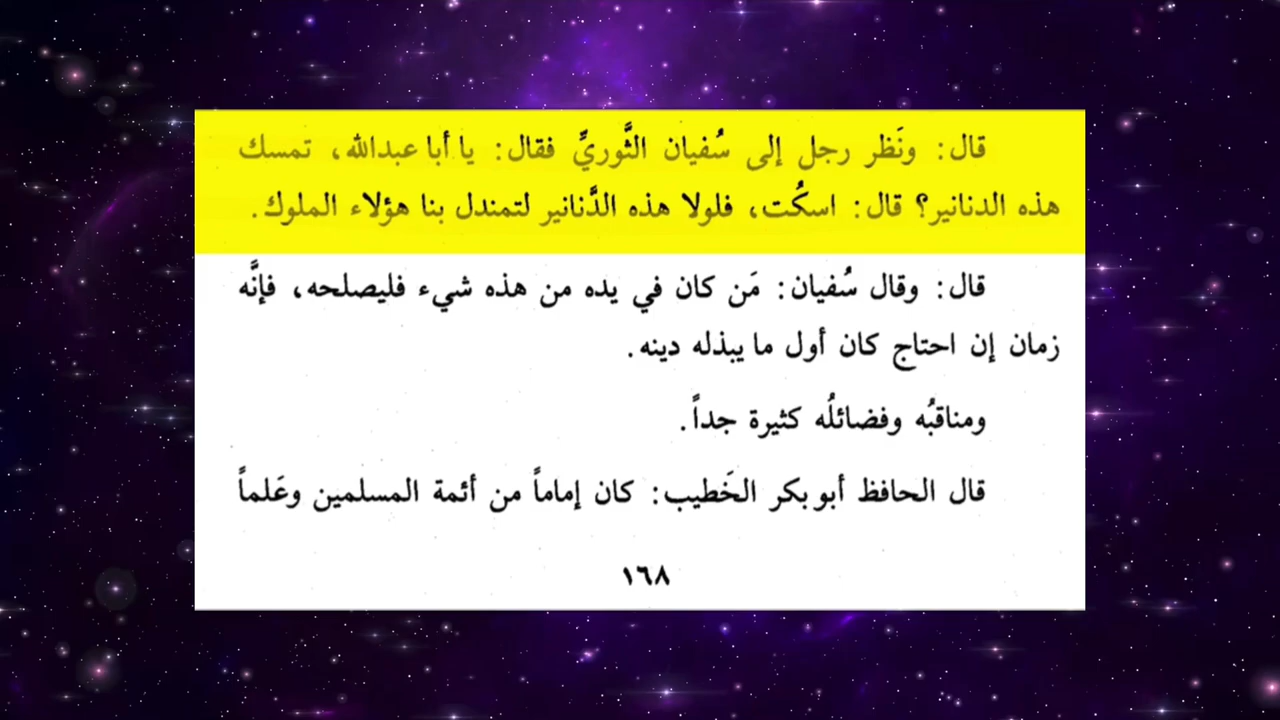 قال: ونَظر رجل إلى سُفيان الثَّوريِّ فقال: يا أبا عبدالله، تمسك
هذه الدنانير؟ قال: اسكُت، فلولا هذه الدَّنانير لتمندل بنا هؤلاء الملوك.
قال: وقال سُفيان: مَن كان في يده من هذه شيء فليصلحه، فإنَّه
زمان إن احتاج كان أول ما يبذله دينه.
ومناقبُه وفضائلُه كثيرة جداً.
قال الحافظ أبو بكر الخَطيب: كان إماماً من أئمة المسلمين وعَلماً
١٦٨